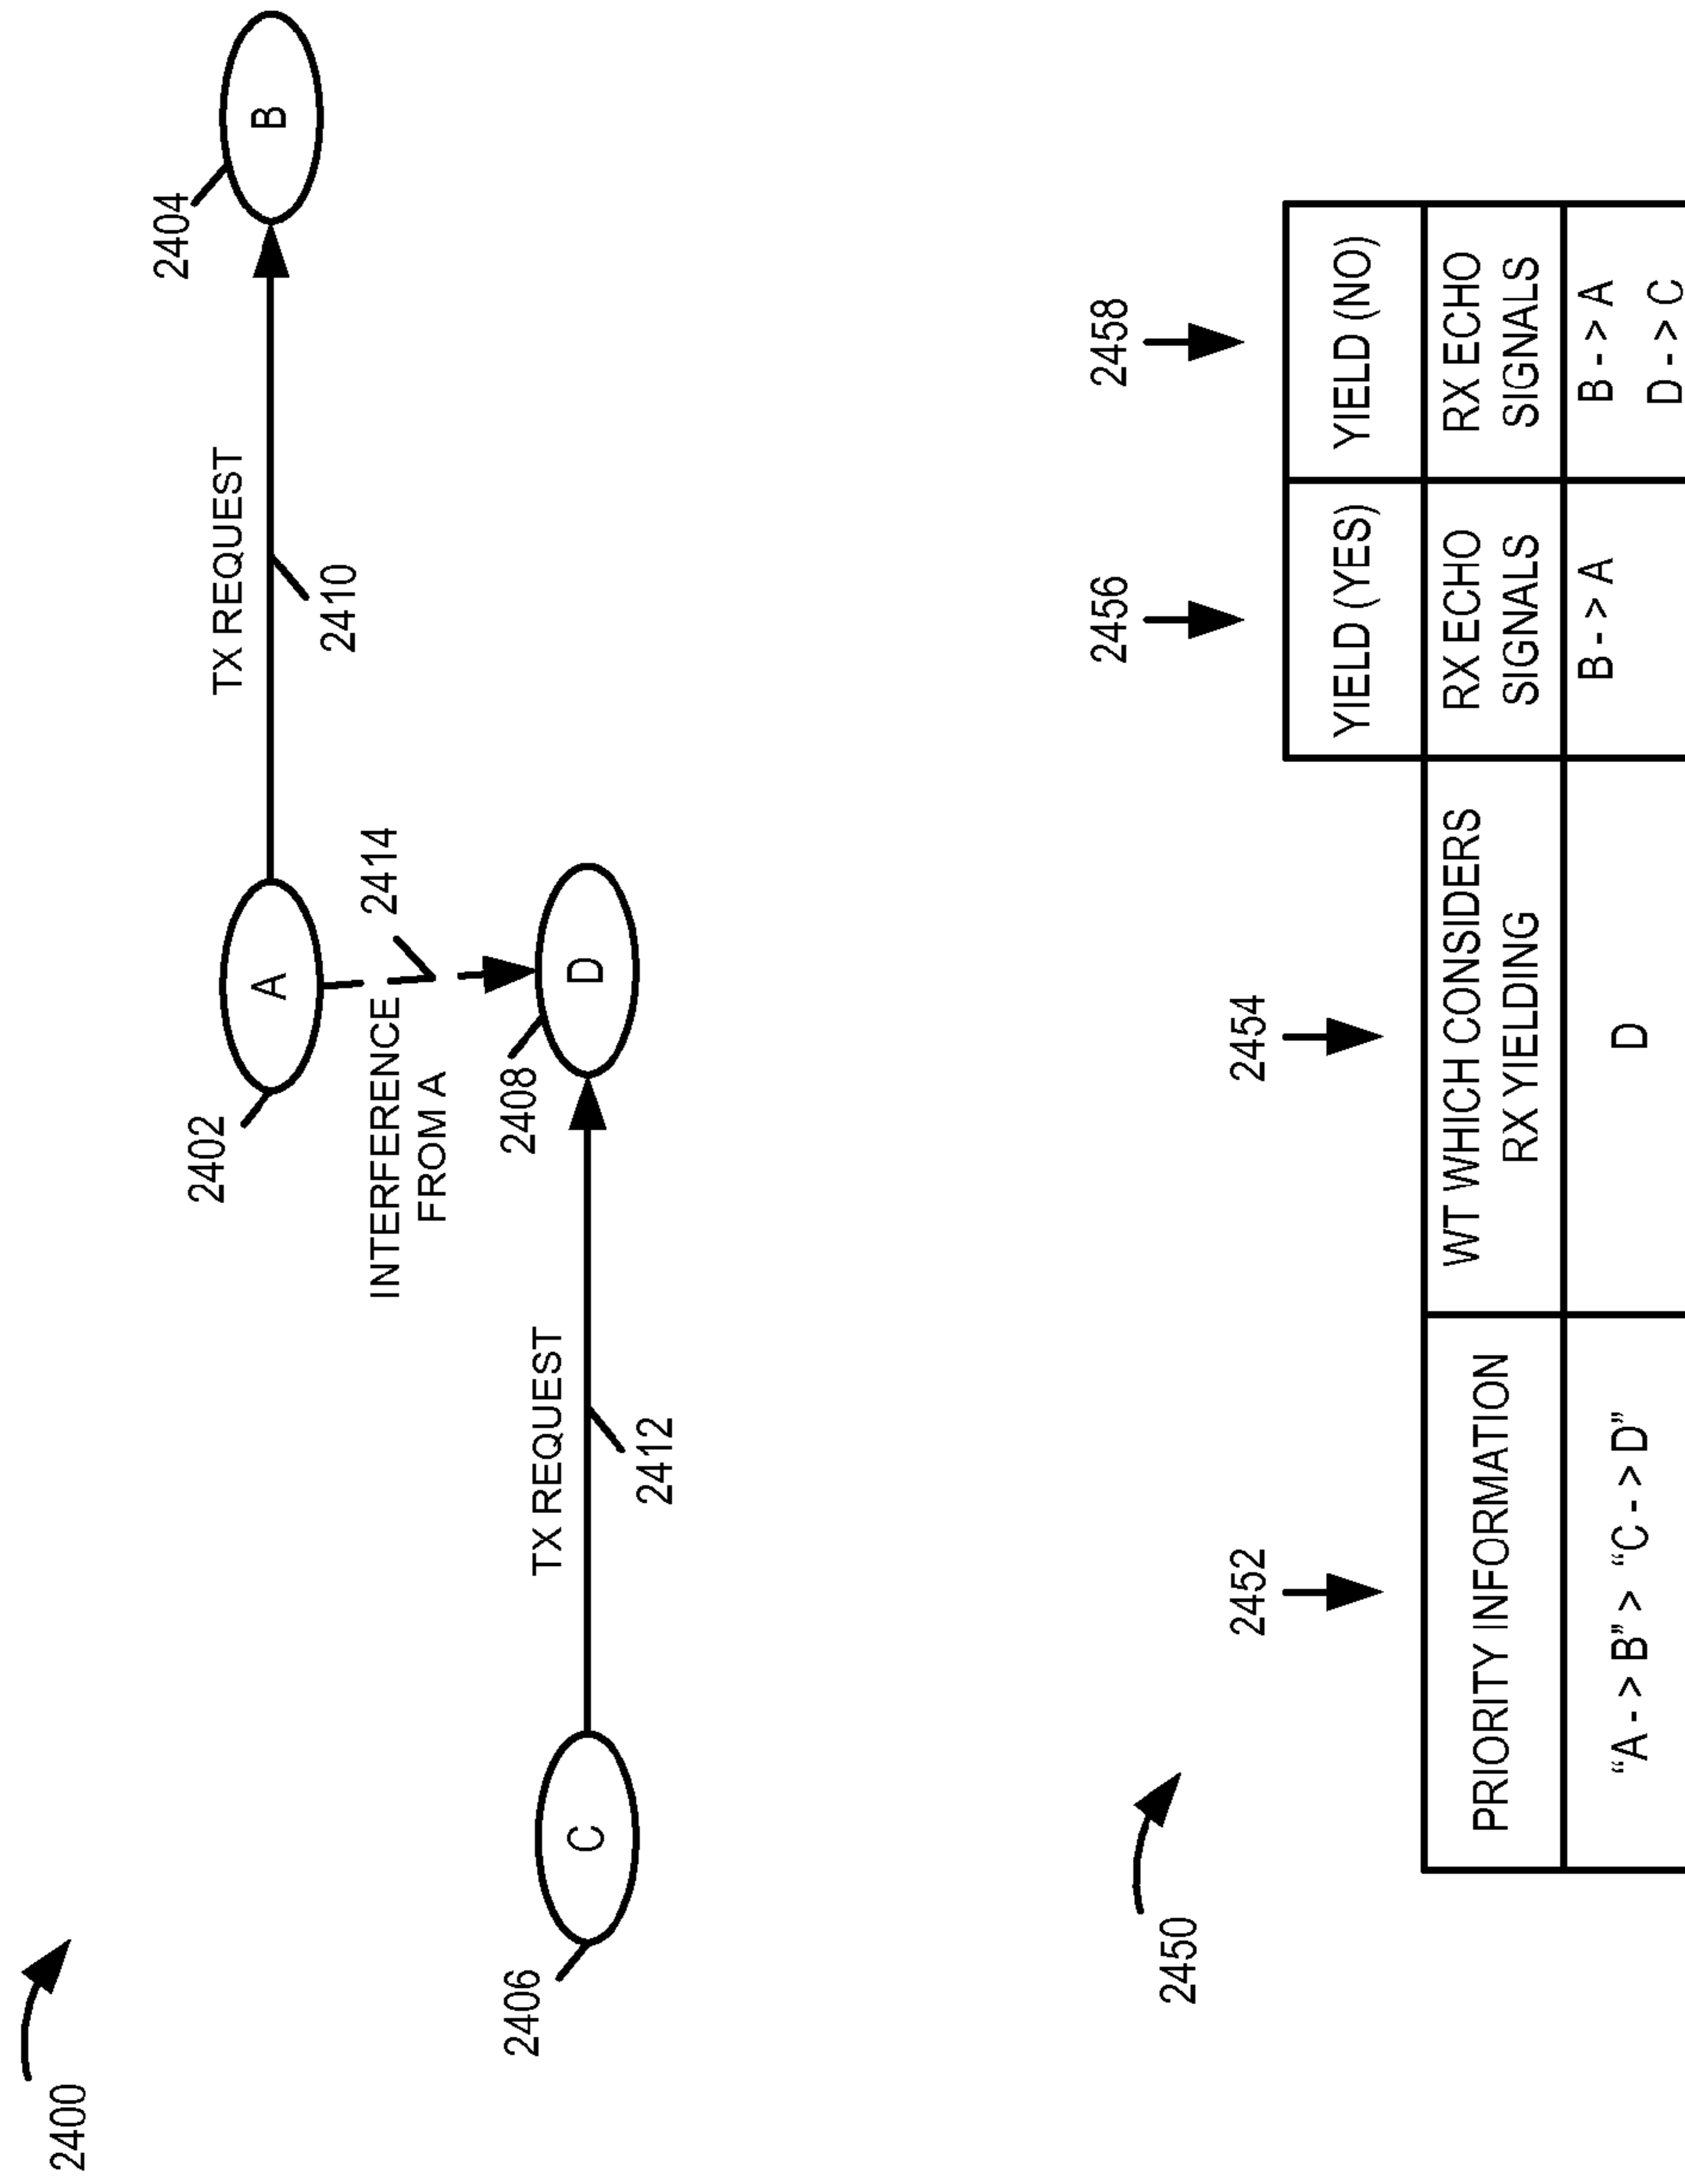 2400
2402
A
TX REQUEST
2410
2404
B
INTERFERENCE
FROM A
2414
2406
C
TX REQUEST
2412
2408
D
2450
2452
2454
2456
2458
YIELD (YES)
YIELD (NO)
PRIORITY INFORMATION
WT WHICH CONSIDERS
RX YIELDING
RX ECHO
SIGNALS
RX ECHO
SIGNALS
“A - > B” > “C - > D”
D
B - > A
B - > A
D - > C